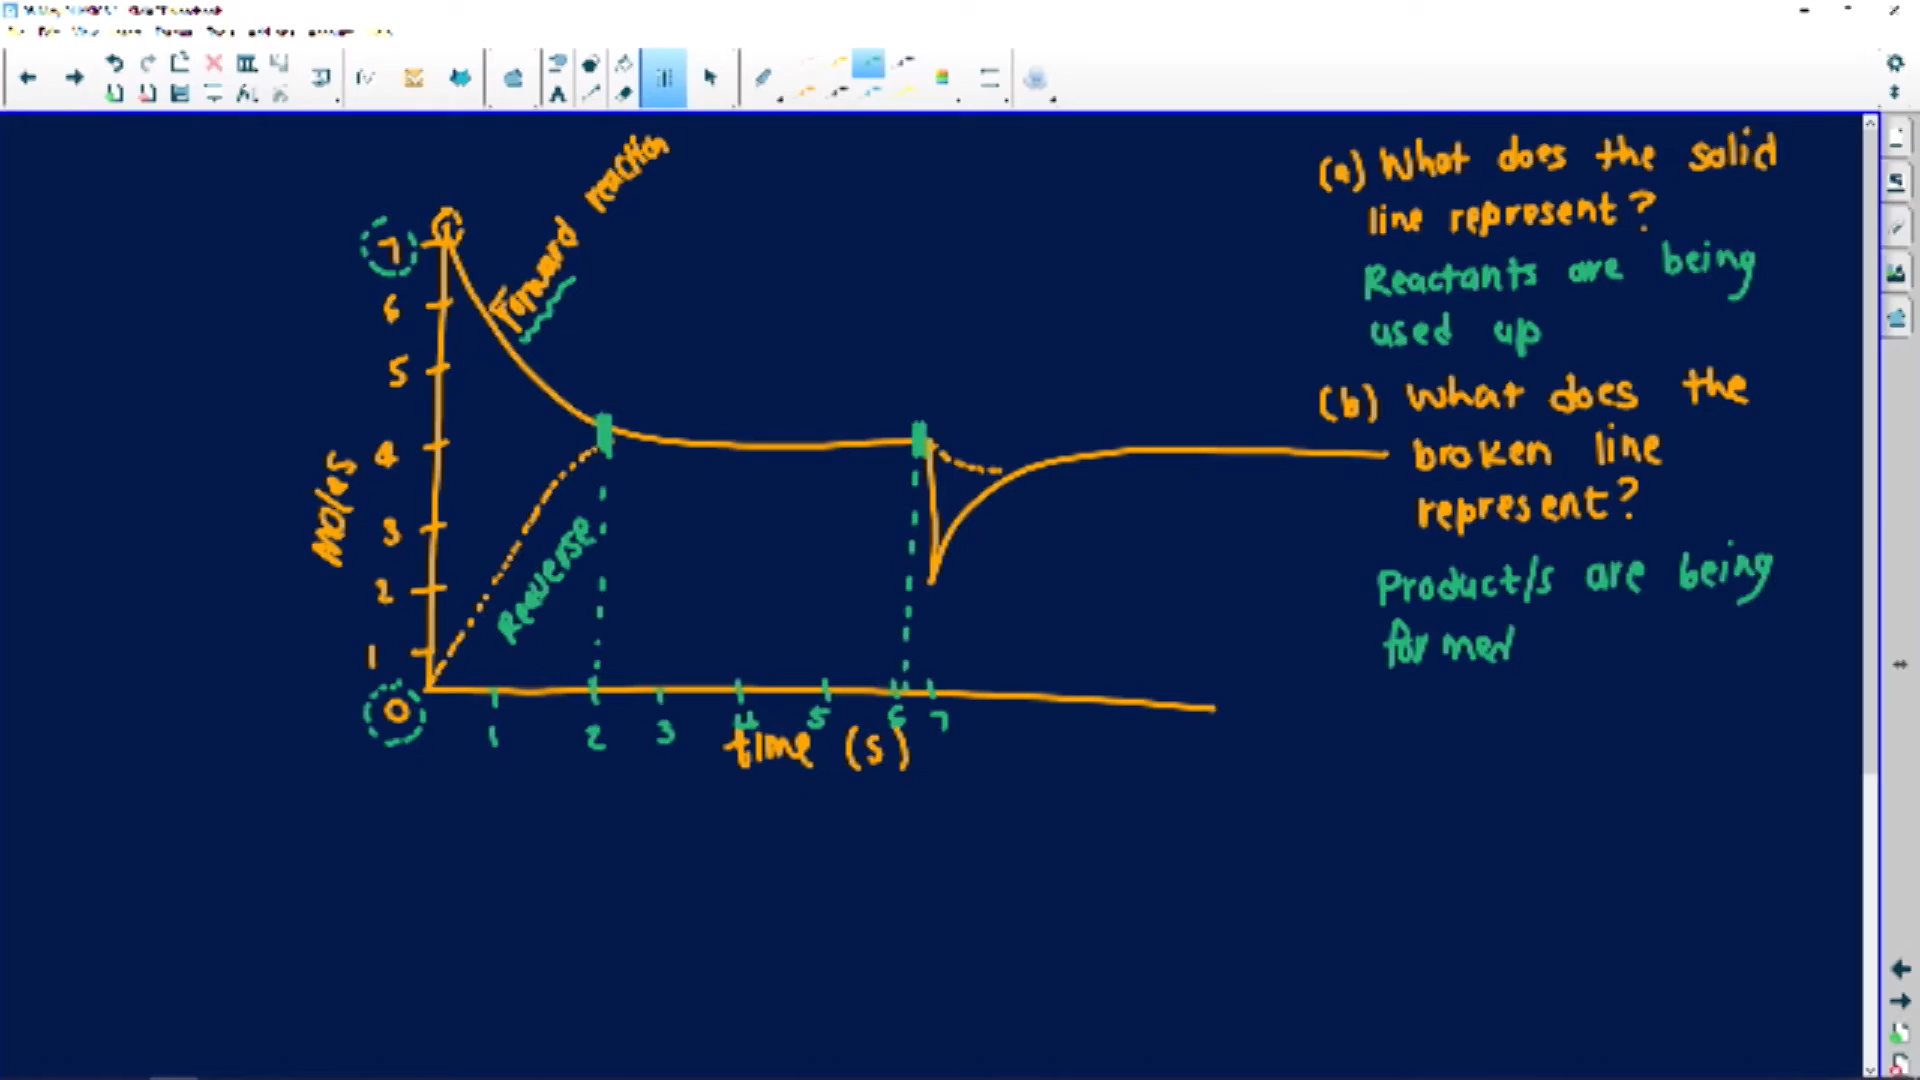 Forward reaction
7
6
5
4
3
2
1
0
Moles
Reaverse
1 2 3 4 5 6 7
time (s)
(a) What does the solid
line represent?
Reactants are being
used up
(b) What does the
broken line
represent?
Product/s are being
formed